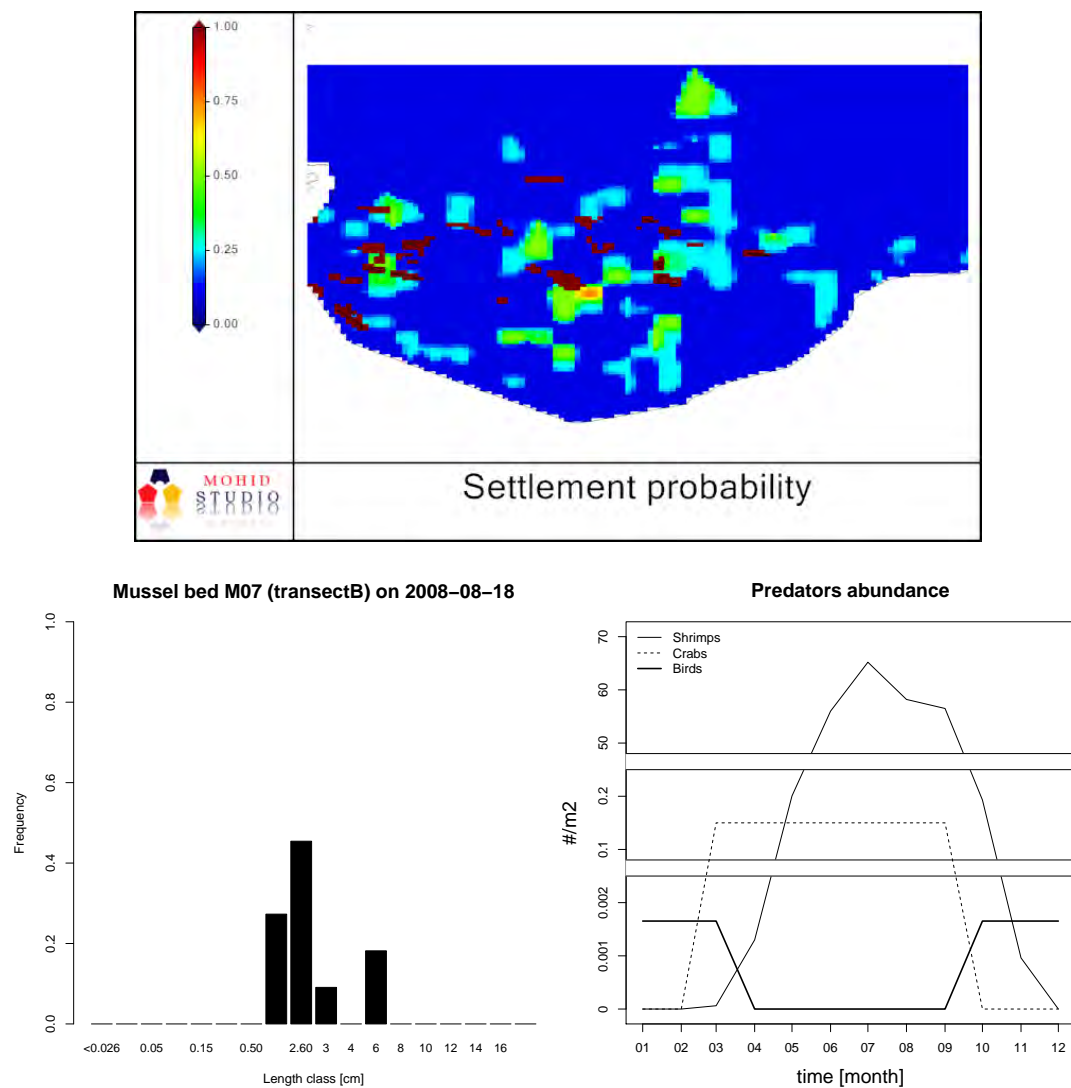 1.00
0.75
0.50
0.25
0.00
MOHID
STUDIO
Settlement probability
Mussel bed M07 (transectB) on 2008−08−18
Frequency
1.0
0.8
0.6
0.4
0.2
0.0
<0.026 0.05 0.15 0.50 2.60 3 4 6 8 10 12 14 16
Length class [cm]
Predators abundance
Shrimps
Crabs
Birds
#/m2
70
60
50
0.2
0.1
0.002
0.001
0
01 02 03 04 05 06 07 08 09 10 11 12
time [month]